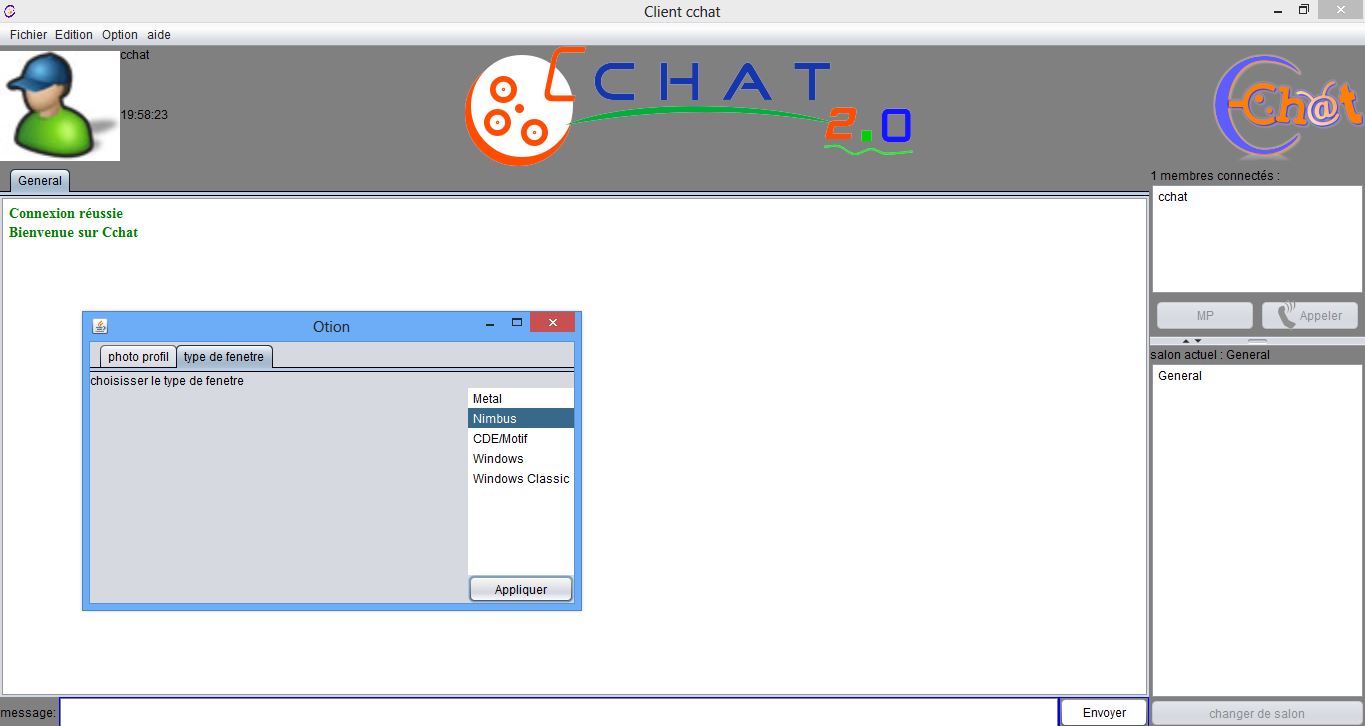 Client cchat
Fichier Edition Option aide
cchat
19:58:23
CHAT 2.0
Ch@t
General
Connexion réussie
Bienvenue sur Cchat
Otion
photo profil type de fenetre
choisisser le type de fenetre
Metal
Nimbus
CDE/Motif
Windows
Windows Classic
Appliquer
1 membres connectés :
cchat
MP Appeler
salon actuel : General
General
message: Envoyer
changer de salon